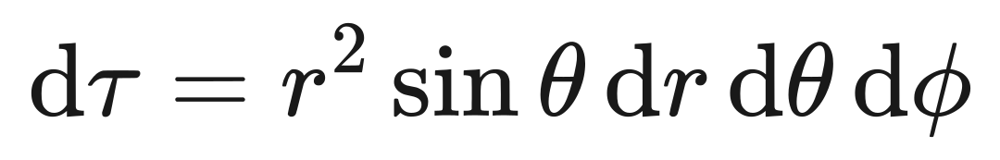 dτ = r² sin θ dr dθ dϕ